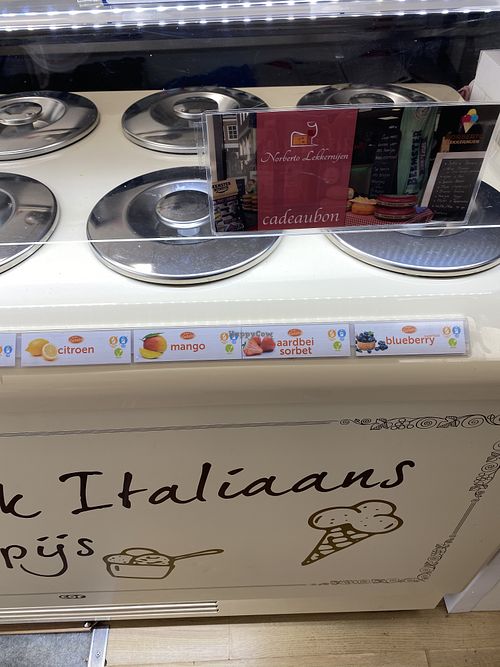 Norberto Lekkernijen
cadeaubon
citroen
mango
HappyCow
aardbei
sorbet
blueberry
k Italiaans
pijs